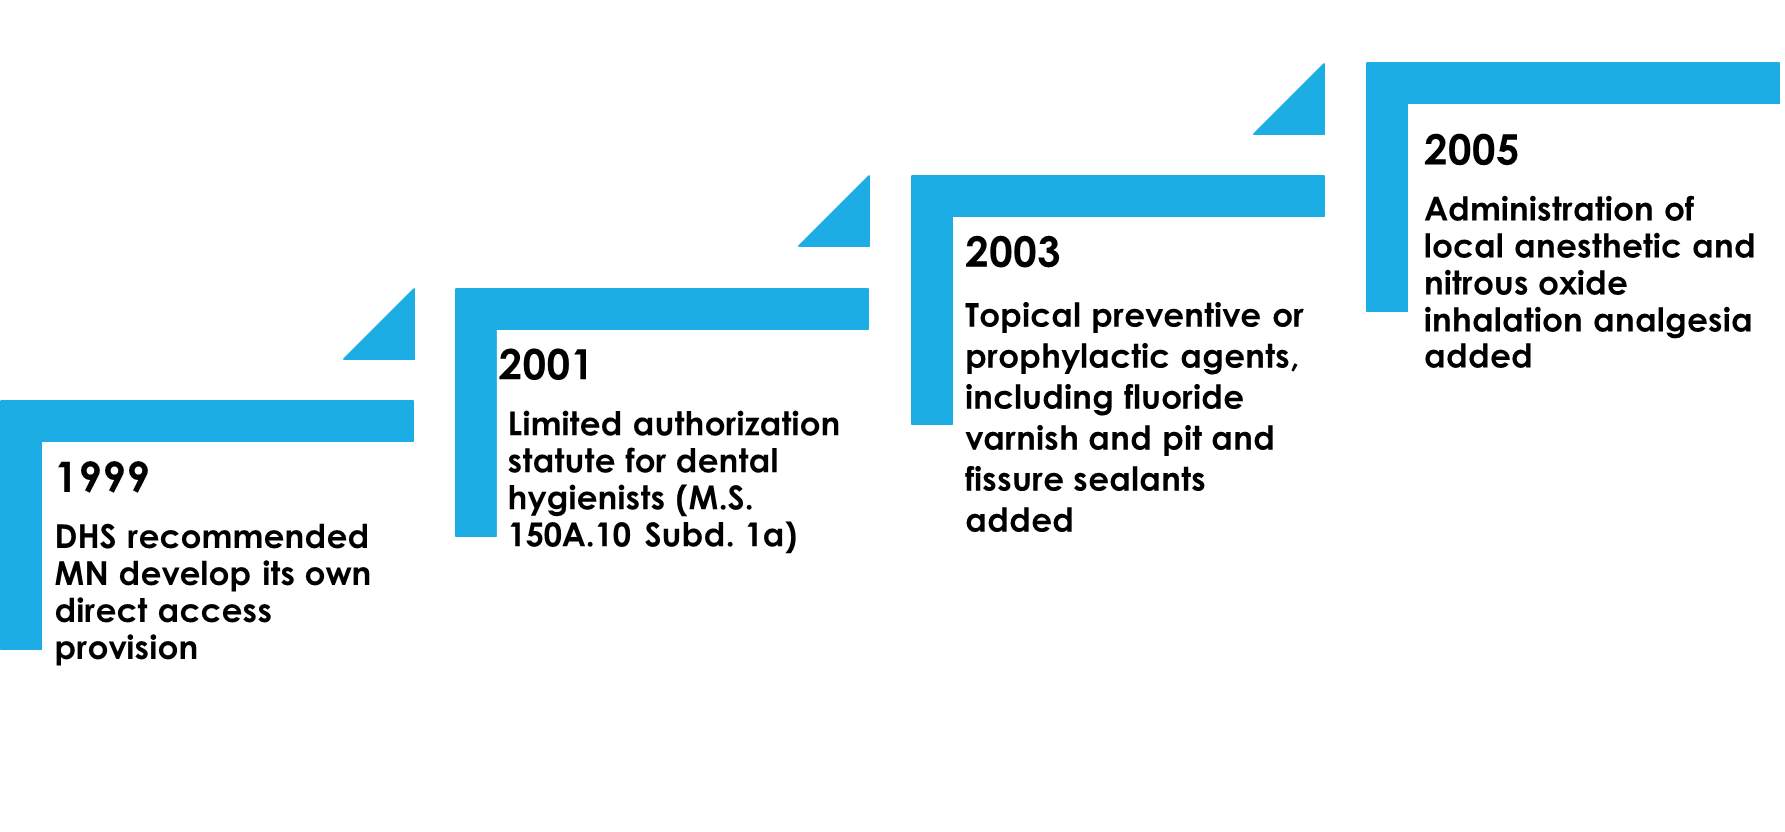 1999
DHS recommended
MN develop its own
direct access
provision
2001
Limited authorization
statute for dental
hygienists (M.S.
150A.10 Subd. 1a)
2003
Topical preventive or
prophylactic agents,
including fluoride
varnish and pit and
fissure sealants
added
2005
Administration of
local anesthetic and
nitrous oxide
inhalation analgesia
added